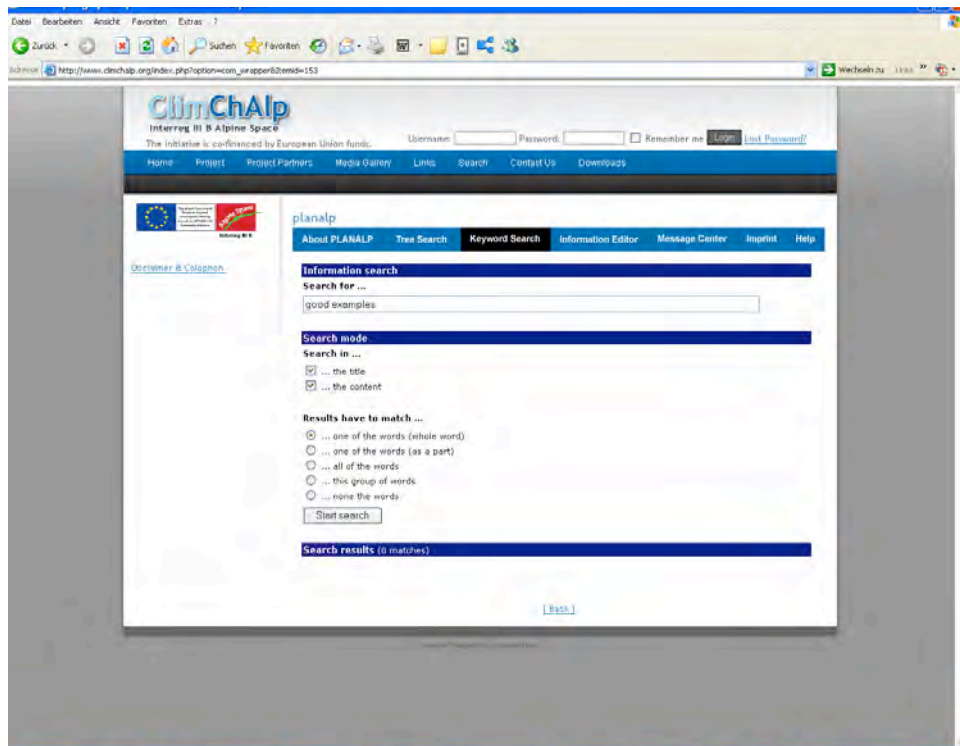 Datei Bearbeiten Ansicht Favoriten Extras ?
Zurück Suchen Favoriten
Adresse http://www.climchalp.org/index.php?option=com_wrapper&Itemid=153 Wechseln zu
ClimChAlp
Interreg III B Alpine Space
The initiative is co-financed by European Union funds.
Username: Password: Remember me Login Lost Password?
Home Project Project Partners Media Gallery Links Search Contact Us Downloads
Alpine Space
Interreg III B
Disclaimer & Colophon
planalp
About PLANALP Tree Search Keyword Search Information Editor Message Center Imprint Help
Information search
Search for ...
good examples
Search mode
Search in ...
... the title
... the content
Results have to match ...
... one of the words (whole word)
... one of the words (as a part)
... all of the words
... this group of words
... none the words
Start search
Search results (0 matches)
[ Back ]